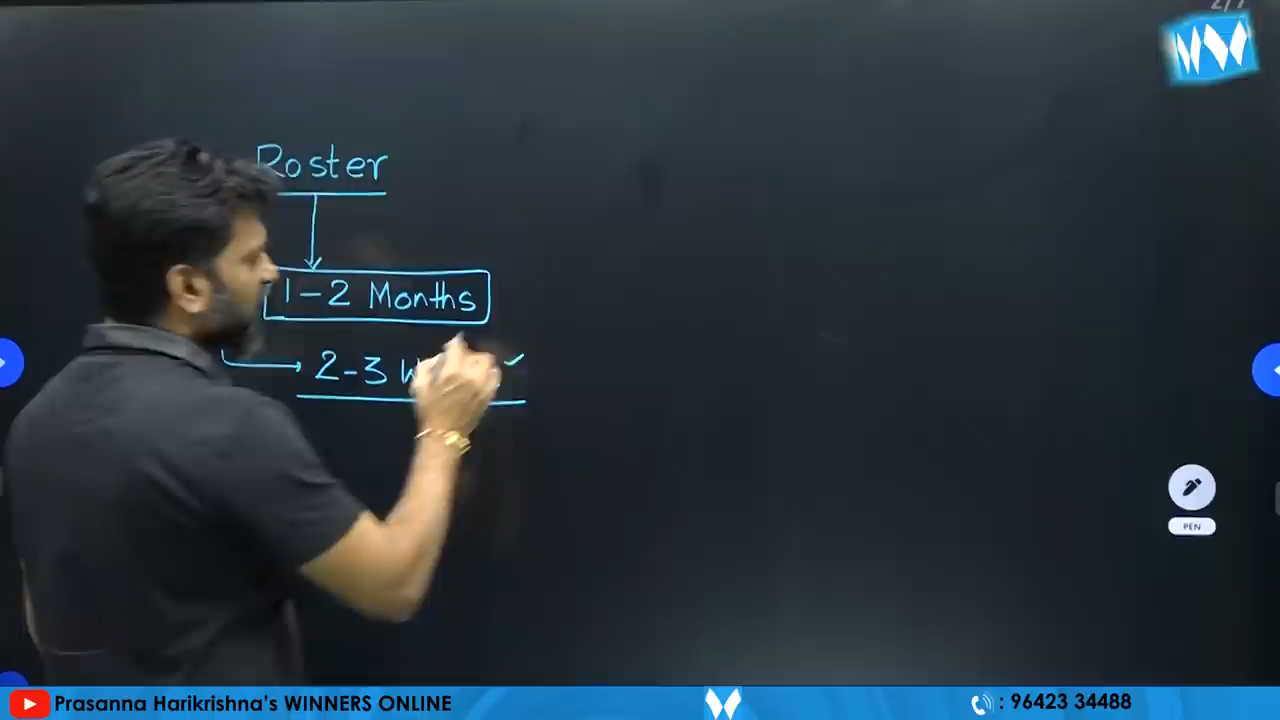 Roster
1-2 Months
2-3
PEN
Prasanna Harikrishna's WINNERS ONLINE
: 96423 34488